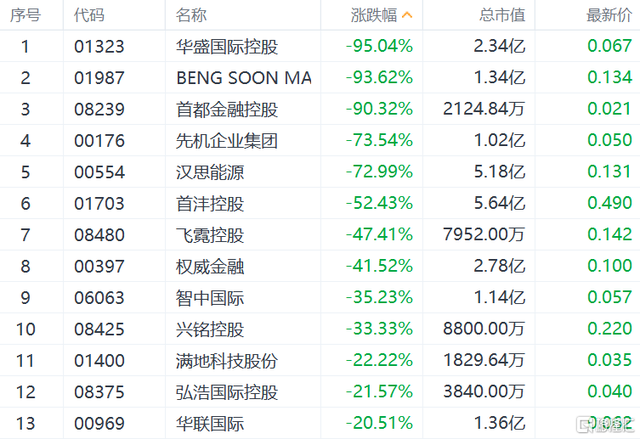 序号 代码 名称 涨跌幅 总市值 最新价
1 01323 华盛国际控股 -95.04% 2.34亿 0.067
2 01987 BENG SOON MA -93.62% 1.34亿 0.134
3 08239 首都金融控股 -90.32% 2124.84万 0.021
4 00176 先机企业集团 -73.54% 1.02亿 0.050
5 00554 汉思能源 -72.99% 5.18亿 0.131
6 01703 首沣控股 -52.43% 5.64亿 0.490
7 08480 飞霓控股 -47.41% 7952.00万 0.142
8 00397 权威金融 -41.52% 2.78亿 0.100
9 06063 智中国际 -35.23% 1.14亿 0.057
10 08425 兴铭控股 -33.33% 8800.00万 0.220
11 01400 满地科技股份 -22.22% 1829.64万 0.035
12 08375 弘浩国际控股 -21.57% 3840.00万 0.040
13 00969 华联国际 -20.51% 1.36亿